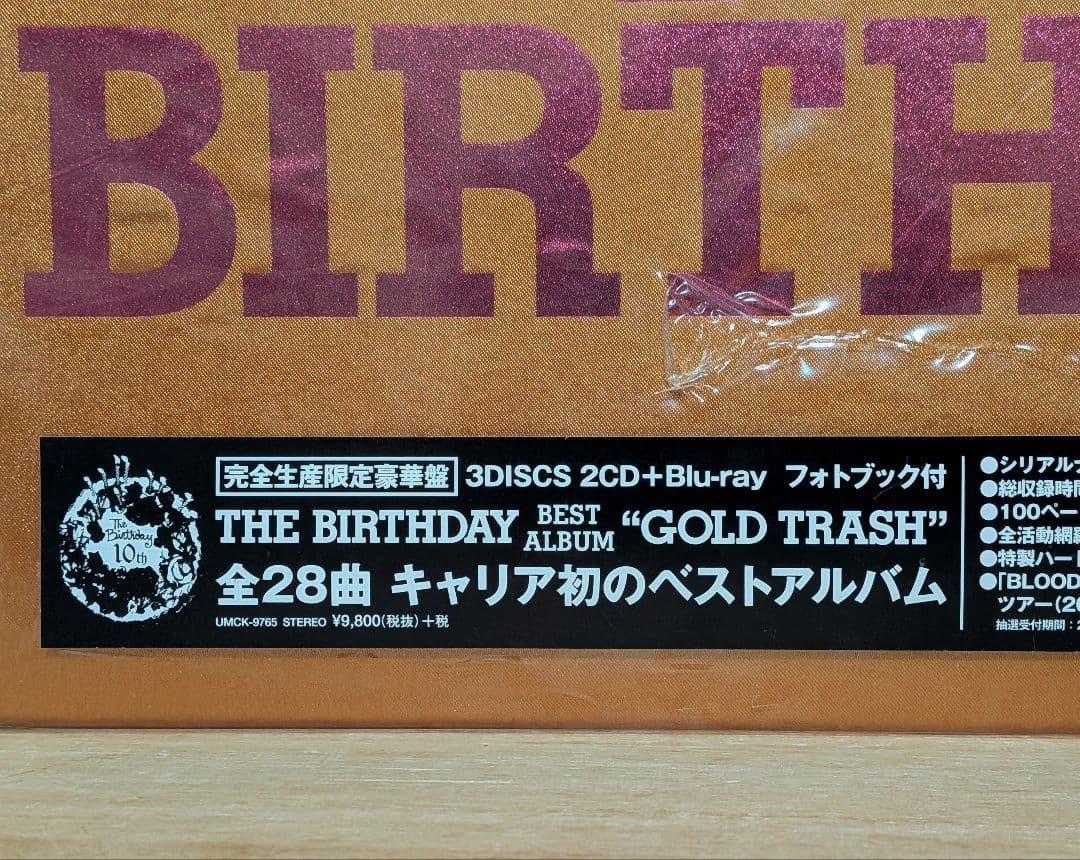 BIRTH
The
Birthday
10th
完全生産限定豪華盤 3DISCS 2CD+Blu-ray フォトブック付
THE BIRTHDAY BEST ALBUM “GOLD TRASH”
全28曲 キャリア初のベストアルバム
UMCK-9765 STEREO ¥9,800(税抜)+税
●シリアル
●総収録時間
●100ペー
●全活動網羅
●特製ハード
●「BLOOD
ツアー(20
抽選受付期間:2